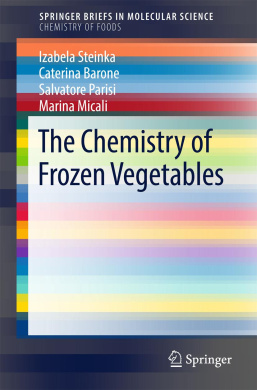 SPRINGER BRIEFS IN MOLECULAR SCIENCE
CHEMISTRY OF FOODS
Izabela Steinka
Caterina Barone
Salvatore Parisi
Marina Micali
The Chemistry of
Frozen Vegetables
Springer